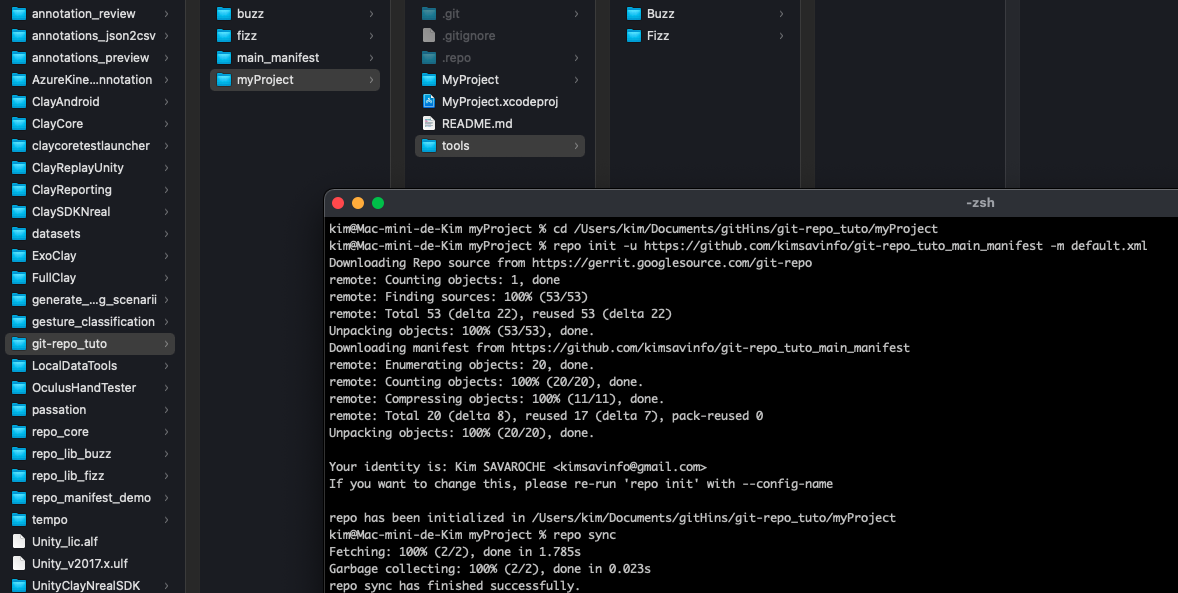 annotation_review
annotations_json2csv
annotations_preview
AzureKine...nnotation
ClayAndroid
ClayCore
claycoretestlauncher
ClayReplayUnity
ClayReporting
ClaySDKNreal
datasets
ExoClay
FullClay
generate_...g_scenarii
gesture_classification
git-repo_tuto
LocalDataTools
OculusHandTester
passation
repo_core
repo_lib_buzz
repo_lib_fizz
repo_manifest_demo
tempo
Unity_lic.alf
Unity_v2017.x.ulf
UnityClayNrealSDK
buzz
fizz
main_manifest
myProject
.git
.gitignore
.repo
MyProject
MyProject.xcodeproj
README.md
tools
Buzz
Fizz
-zsh
kim@Mac-mini-de-Kim myProject % cd /Users/kim/Documents/gitHins/git-repo_tuto/myProject
kim@Mac-mini-de-Kim myProject % repo init -u https://github.com/kimsavinfo/git-repo_tuto_main_manifest -m default.xml
Downloading Repo source from https://gerrit.googlesource.com/git-repo
remote: Counting objects: 1, done
remote: Finding sources: 100% (53/53)
remote: Total 53 (delta 22), reused 53 (delta 22)
Unpacking objects: 100% (53/53), done.
Downloading manifest from https://github.com/kimsavinfo/git-repo_tuto_main_manifest
remote: Enumerating objects: 20, done.
remote: Counting objects: 100% (20/20), done.
remote: Compressing objects: 100% (11/11), done.
remote: Total 20 (delta 8), reused 17 (delta 7), pack-reused 0
Unpacking objects: 100% (20/20), done.
Your identity is: Kim SAVAROCHE <kimsavinfo@gmail.com>
If you want to change this, please re-run 'repo init' with --config-name
repo has been initialized in /Users/kim/Documents/gitHins/git-repo_tuto/myProject
kim@Mac-mini-de-Kim myProject % repo sync
Fetching: 100% (2/2), done in 1.785s
Garbage collecting: 100% (2/2), done in 0.023s
repo sync has finished successfully.